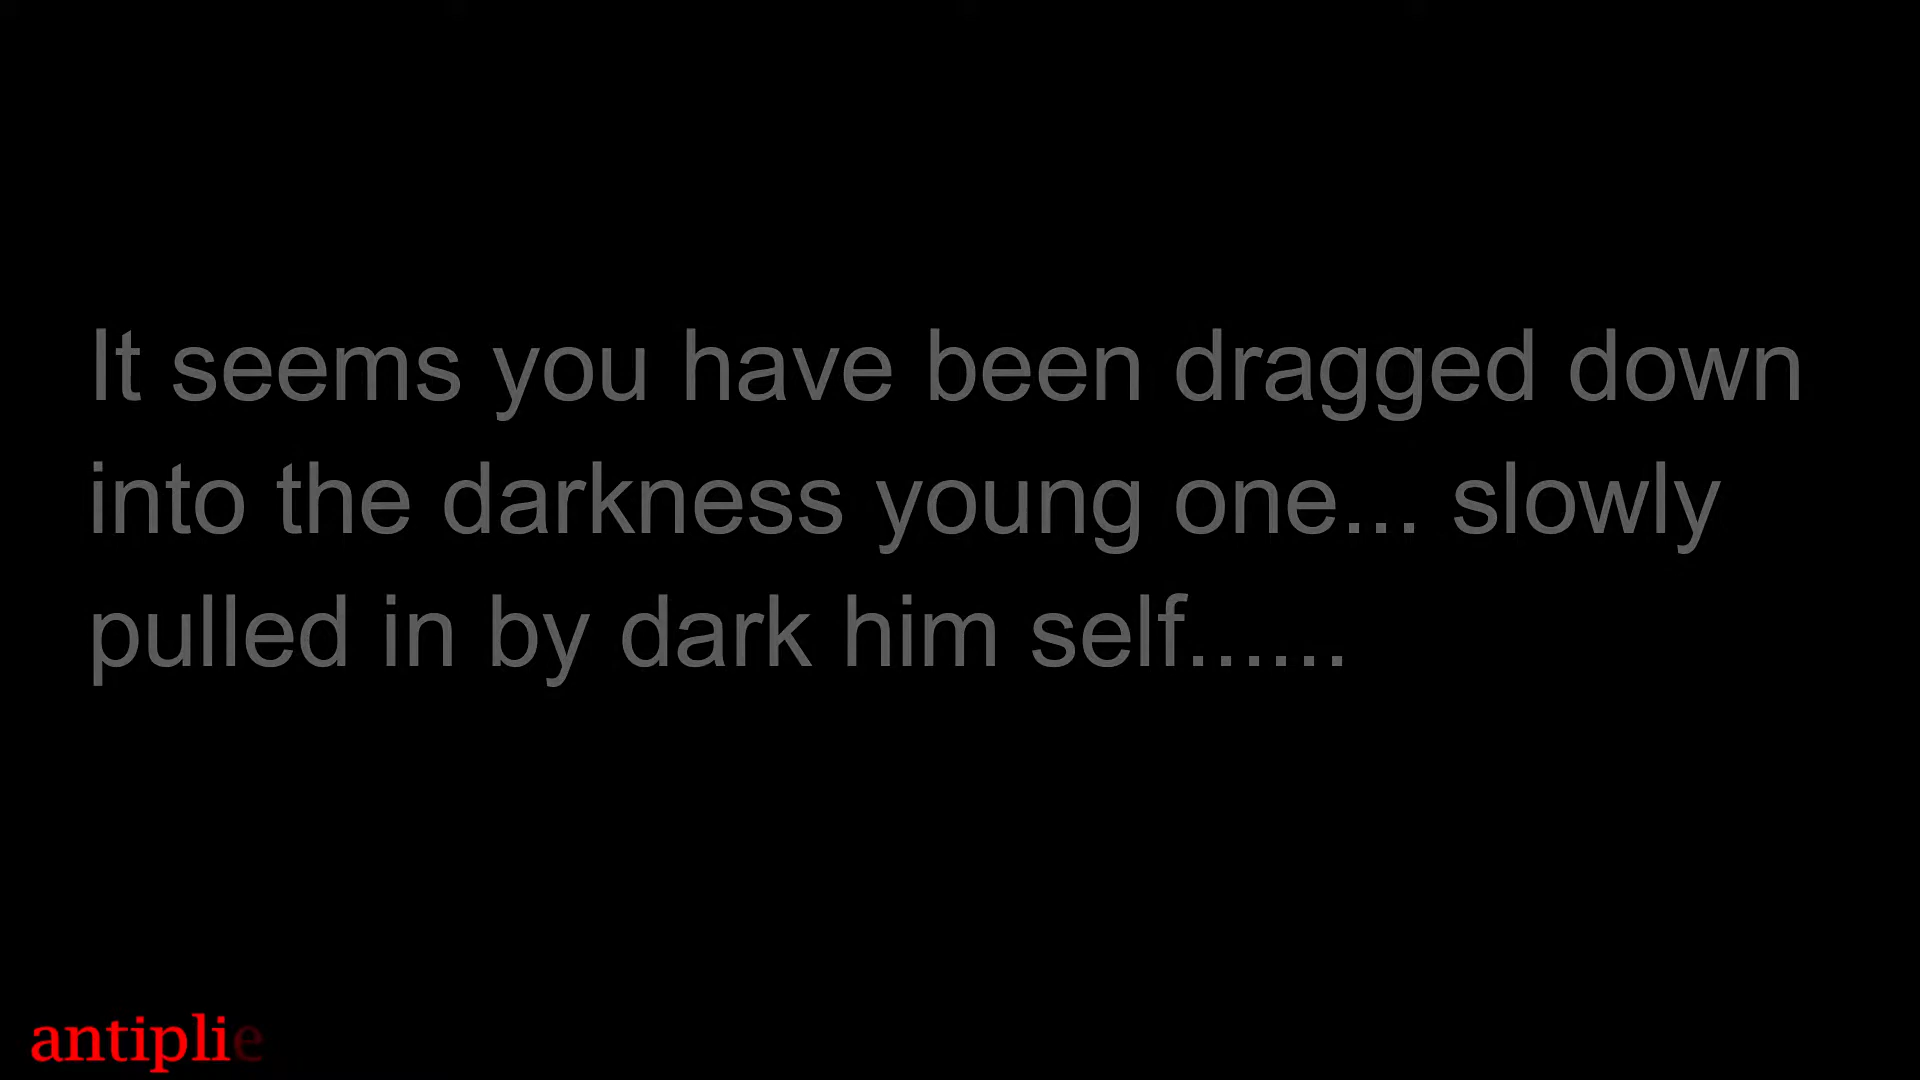 It seems you have been dragged down
into the darkness young one... slowly
pulled in by dark him self......
antiplie